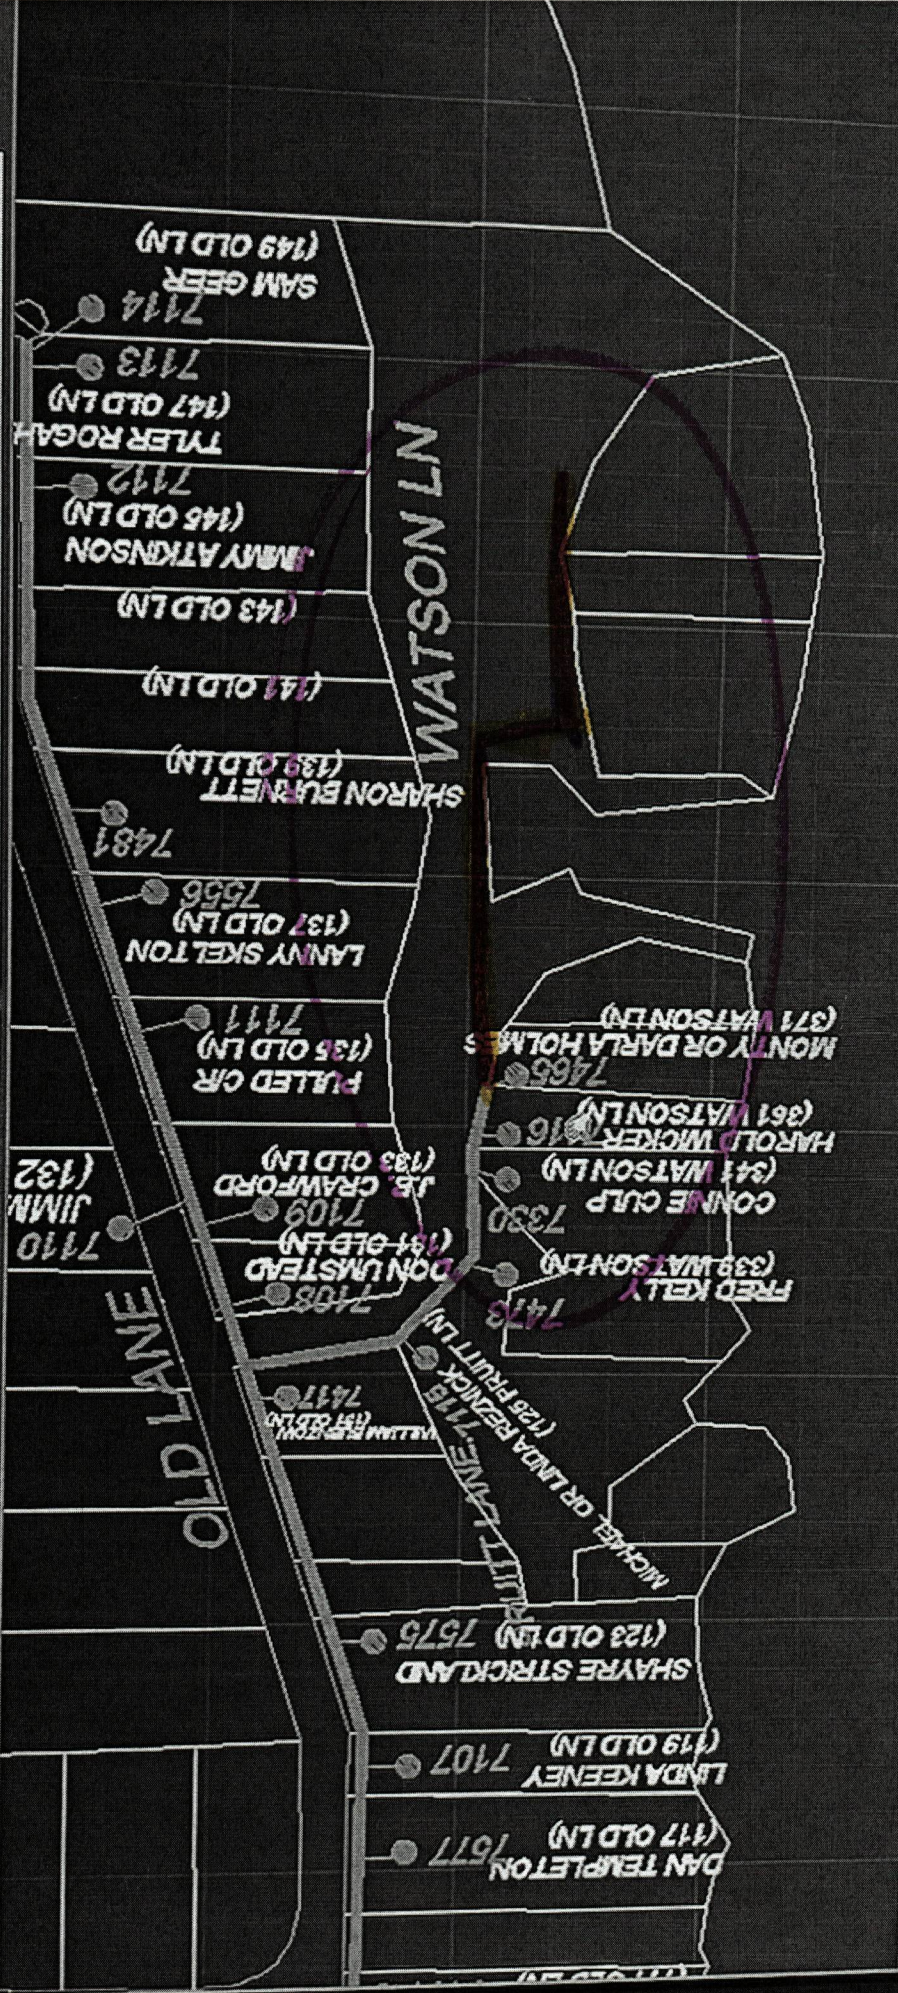 DAN TEMPLETON
(117 OLD LN)
7577
LINDA KEENEY
(119 OLD LN)
7107
SHAYRE STRICKLAND
(123 OLD LN)
7575
MICHAEL OR LINDA REZNICK
(125 FRUITT LN)
7116
OLD LANE
7417
FRED KELLY
(339 WATSON LN)
7473
DON UMSTEAD
(131 OLD LN)
7108
CONNIE CULP
(341 WATSON LN)
7330
J.B. CRAWFORD
(133 OLD LN)
7109
7110
JIMM
(132
HAROLD WICKER
(361 WATSON LN)
MONTY OR DARLA HOLMES
(371 WATSON LN)
7465
PULLED C/R
(135 OLD LN)
7111
LANNY SKELTON
(137 OLD LN)
7556
7481
SHARON BURNETT
(139 OLD LN)
WATSON LN
(141 OLD LN)
(143 OLD LN)
JIMMY ATKINSON
(145 OLD LN)
7112
TYLER ROGAH
(147 OLD LN)
7113
7114
SAM GEER
(149 OLD LN)